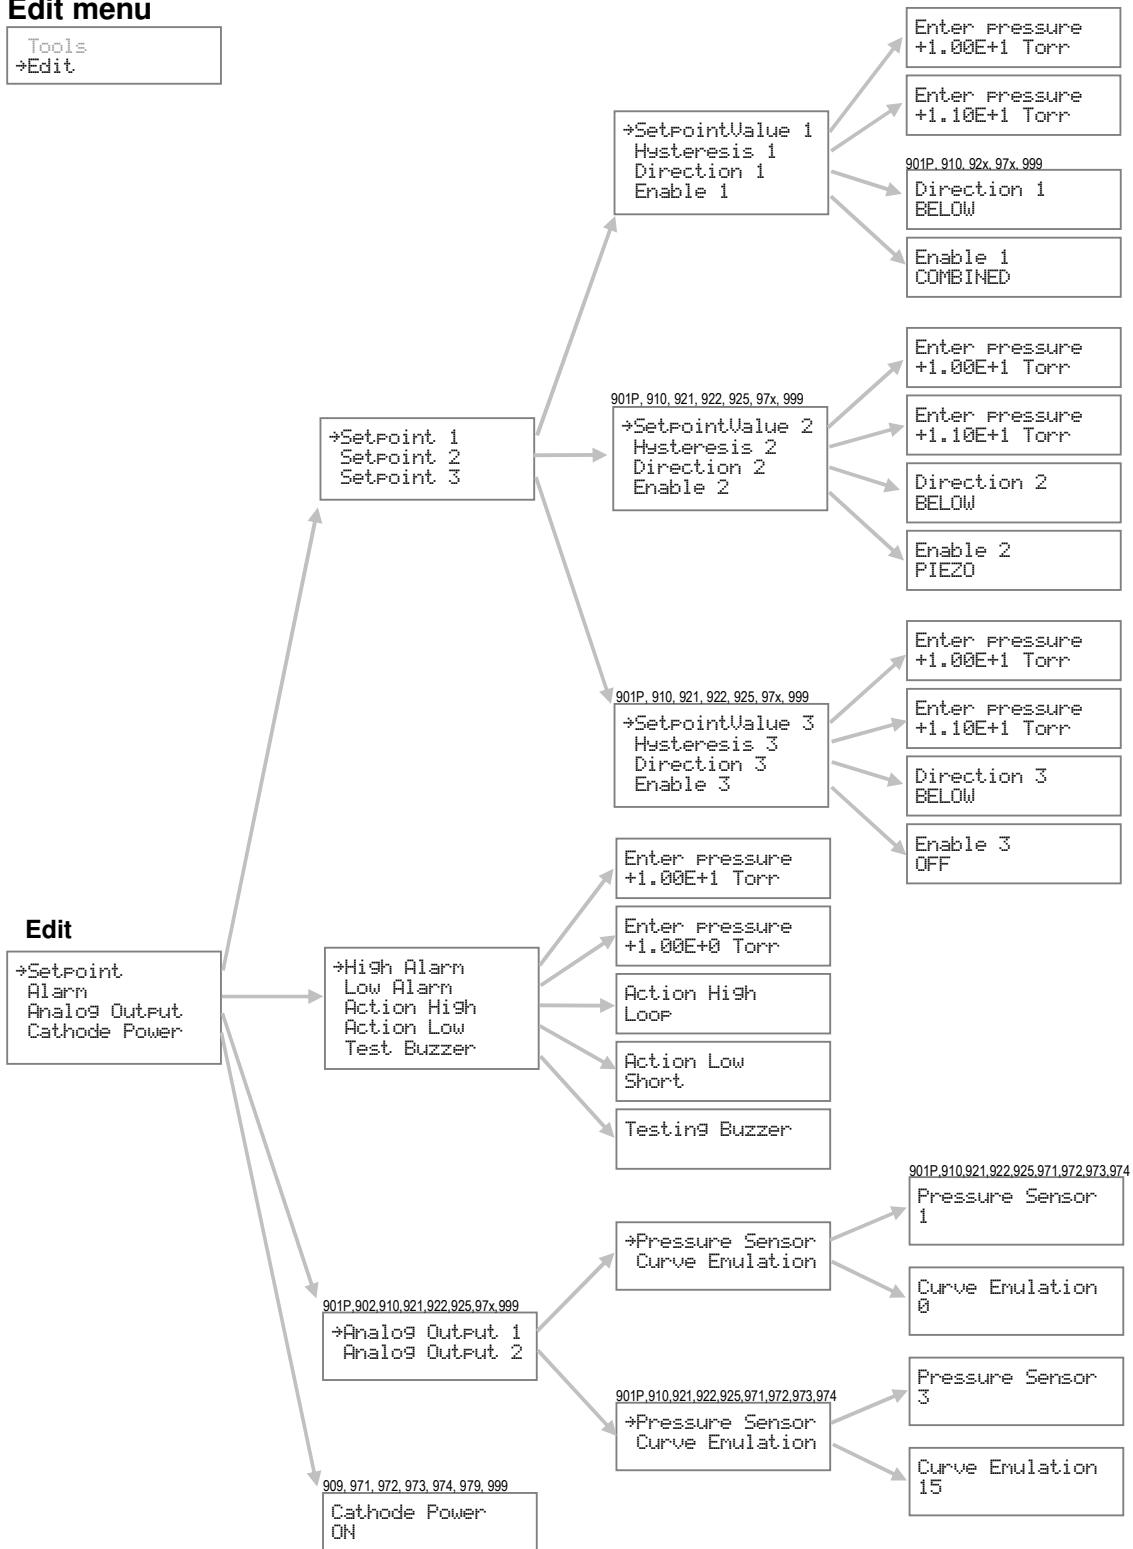 Edit menu
Tools
→Edit
Enter pressure
+1.00E+1 Torr
Enter pressure
+1.10E+1 Torr
→SetpointValue 1
Hysteresis 1
Direction 1
Enable 1
901P, 910, 92x, 97x, 999
Direction 1
BELOW
Enable 1
COMBINED
→Setpoint 1
Setpoint 2
Setpoint 3
901P, 910, 921, 922, 925, 97x, 999
→SetpointValue 2
Hysteresis 2
Direction 2
Enable 2
Enter pressure
+1.00E+1 Torr
Enter pressure
+1.10E+1 Torr
Direction 2
BELOW
Enable 2
PIEZO
901P, 910, 921, 922, 925, 97x, 999
→SetpointValue 3
Hysteresis 3
Direction 3
Enable 3
Enter pressure
+1.00E+1 Torr
Enter pressure
+1.10E+1 Torr
Direction 3
BELOW
Enable 3
OFF
Edit
→Setpoint
Alarm
Analog Output
Cathode Power
→High Alarm
Low Alarm
Action High
Action Low
Test Buzzer
Enter pressure
+1.00E+1 Torr
Enter pressure
+1.00E+0 Torr
Action High
Loop
Action Low
Short
Testing Buzzer
901P,902,910,921,922,925,97x,999
→Analog Output 1
Analog Output 2
→Pressure Sensor
Curve Emulation
901P,910,921,922,925,971,972,973,974
Pressure Sensor
1
Curve Emulation
0
901P,910,921,922,925,971,972,973,974
→Pressure Sensor
Curve Emulation
Pressure Sensor
3
Curve Emulation
15
909, 971, 972, 973, 974, 979, 999
Cathode Power
ON